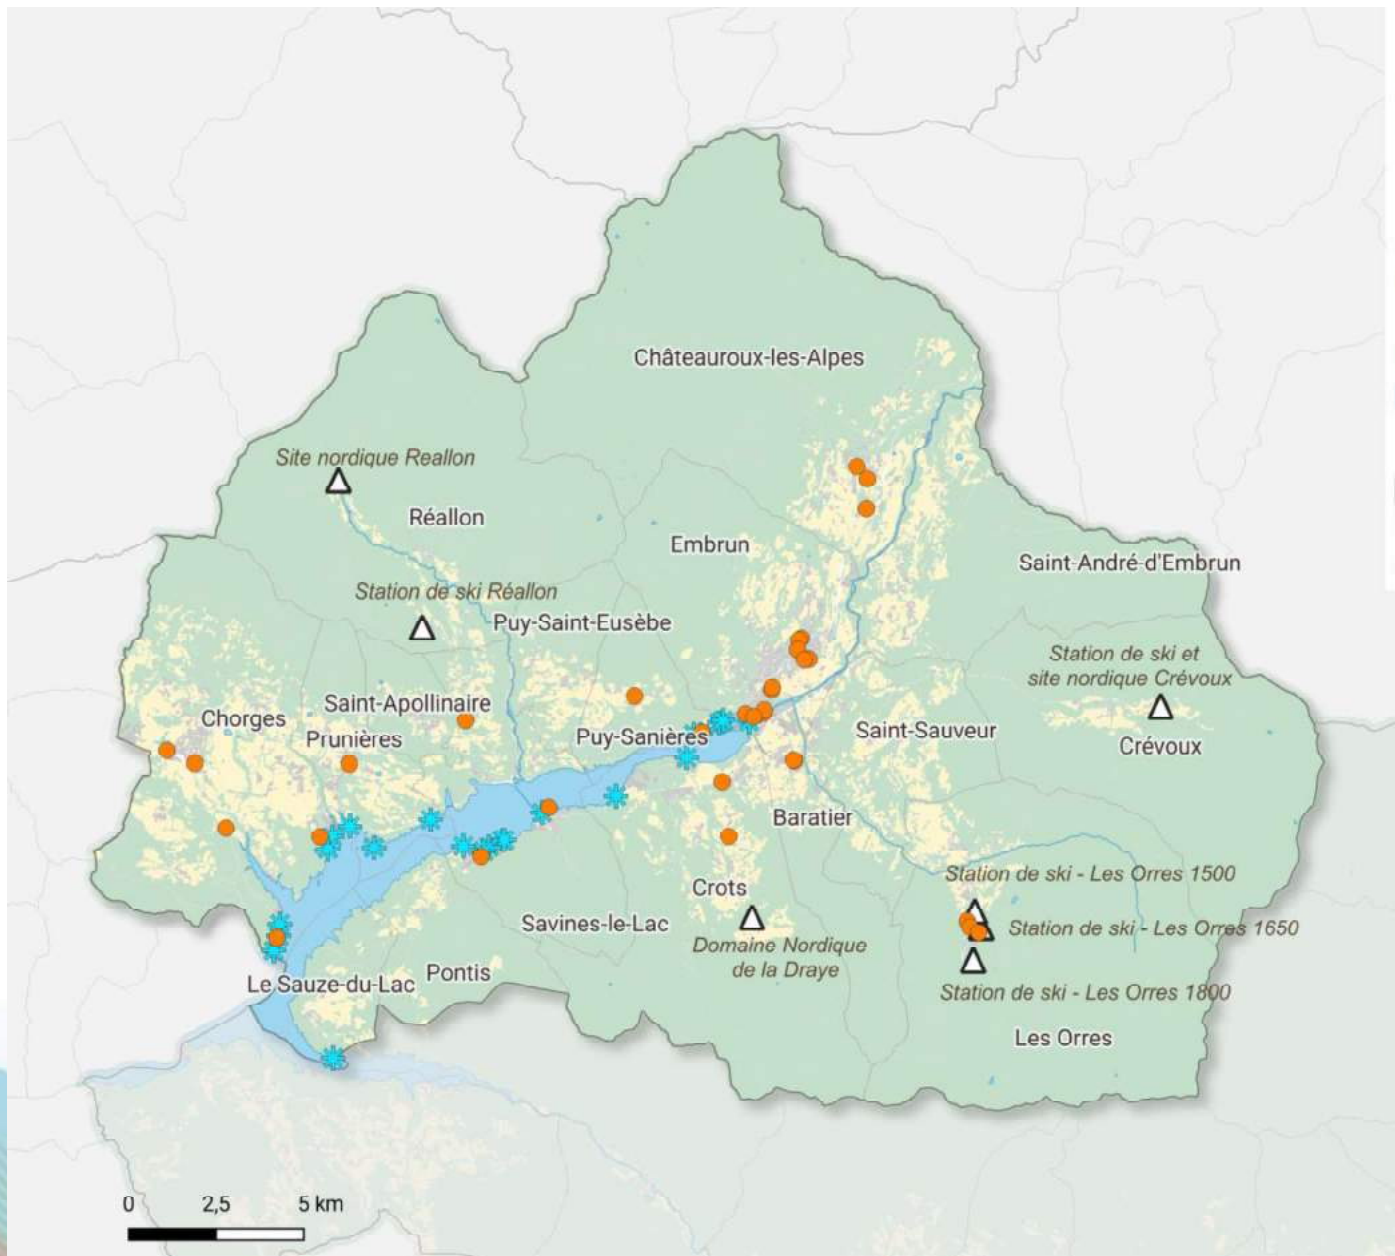 Châteauroux-les-Alpes
Site nordique Reallon
Réallon
Embrun
Saint-André-d'Embrun
Station de ski Réallon
Puy-Saint-Eusèbe
Station de ski et
site nordique Crévoux
Saint-Apollinaire
Chorges
Prunières
Puy-Sanières
Saint-Sauveur
Crévoux
Baratier
Station de ski - Les Orres 1500
Crots
Savines-le-Lac
Station de ski - Les Orres 1650
Domaine Nordique
de la Draye
Pontis
Le Sauze-du-Lac
Station de ski - Les Orres 1800
Les Orres
0 2,5 5 km